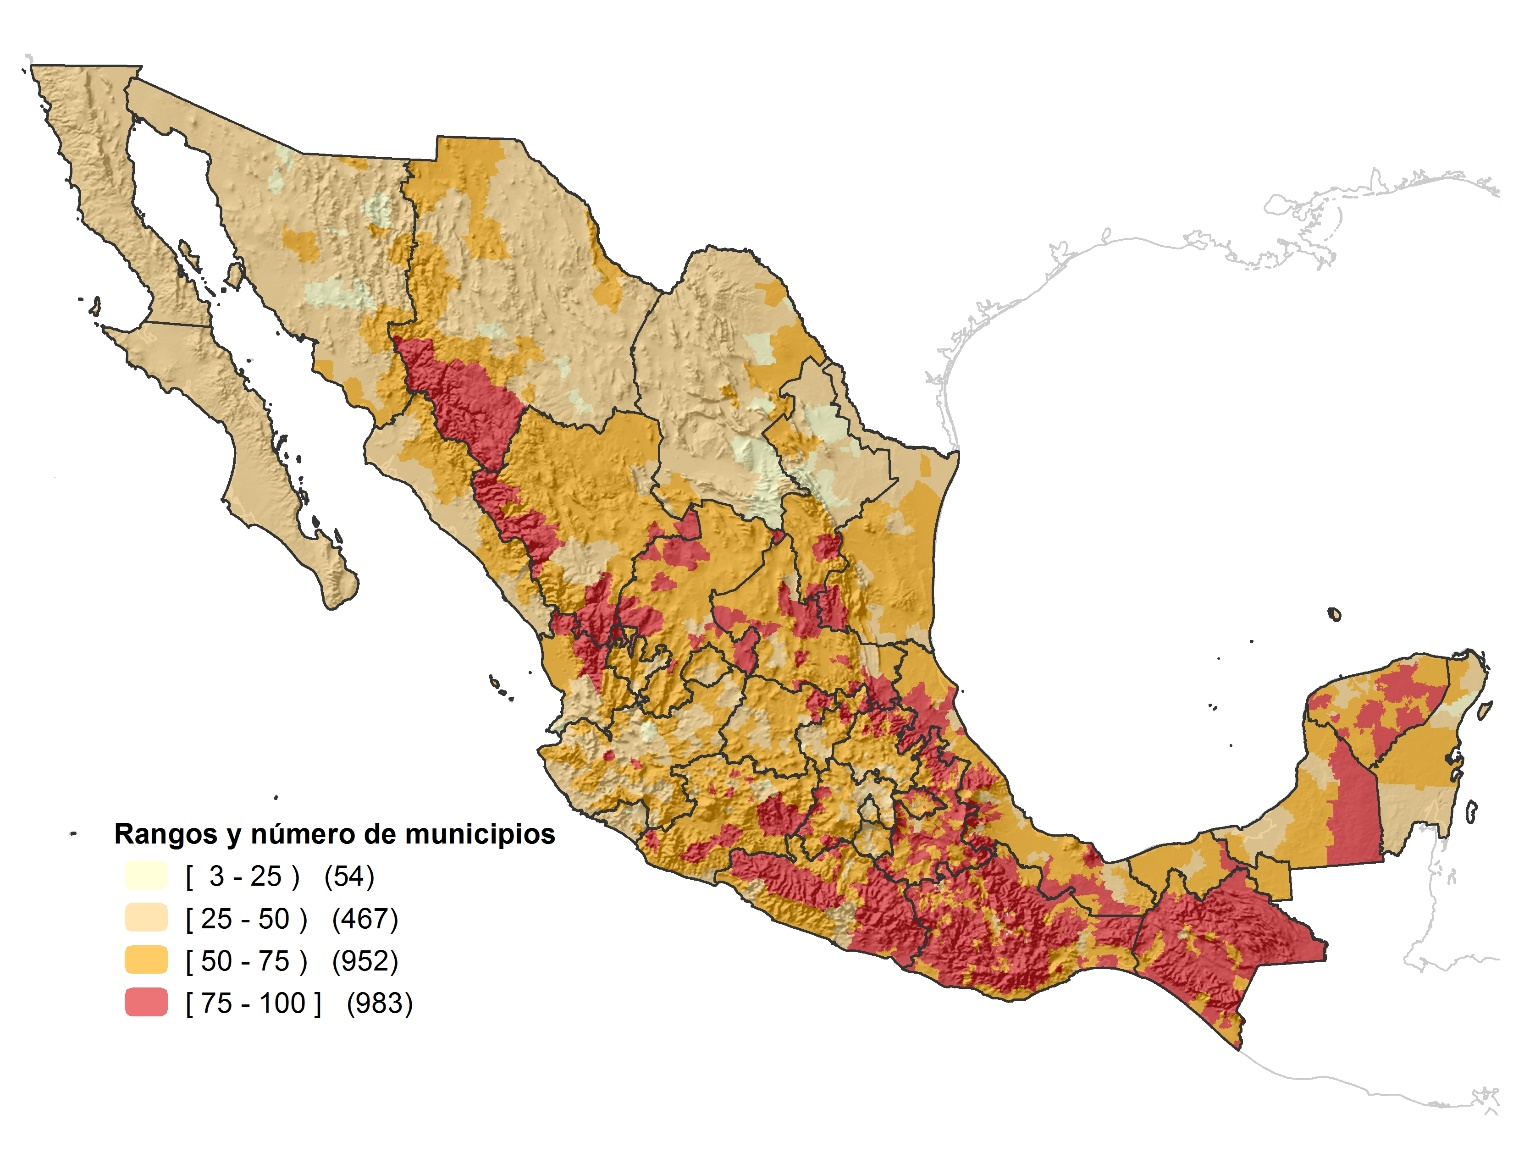 Rangos y número de municipios
[ 3 - 25 ) (54)
[ 25 - 50 ) (467)
[ 50 - 75 ) (952)
[ 75 - 100 ] (983)